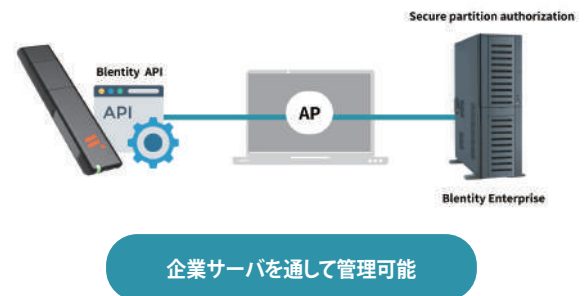 Secure partition authorization
Blentity API
API
AP
Blentity Enterprise
企業サーバを通して管理可能